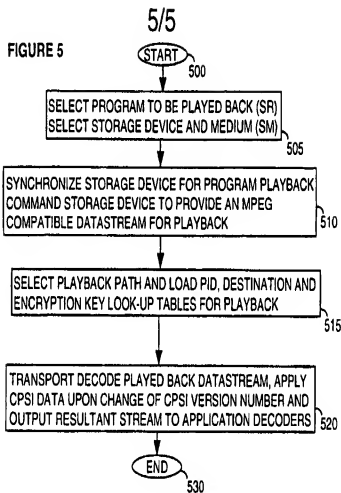 5/5
FIGURE 5
START
500
SELECT PROGRAM TO BE PLAYED BACK (SR)
SELECT STORAGE DEVICE AND MEDIUM (SM)
505
SYNCHRONIZE STORAGE DEVICE FOR PROGRAM PLAYBACK
COMMAND STORAGE DEVICE TO PROVIDE AN MPEG
COMPATIBLE DATASTREAM FOR PLAYBACK
510
SELECT PLAYBACK PATH AND LOAD PID, DESTINATION AND
ENCRYPTION KEY LOOK-UP TABLES FOR PLAYBACK
515
TRANSPORT DECODE PLAYED BACK DATASTREAM, APPLY
CPSI DATA UPON CHANGE OF CPSI VERSION NUMBER AND
OUTPUT RESULTANT STREAM TO APPLICATION DECODERS
520
END
530